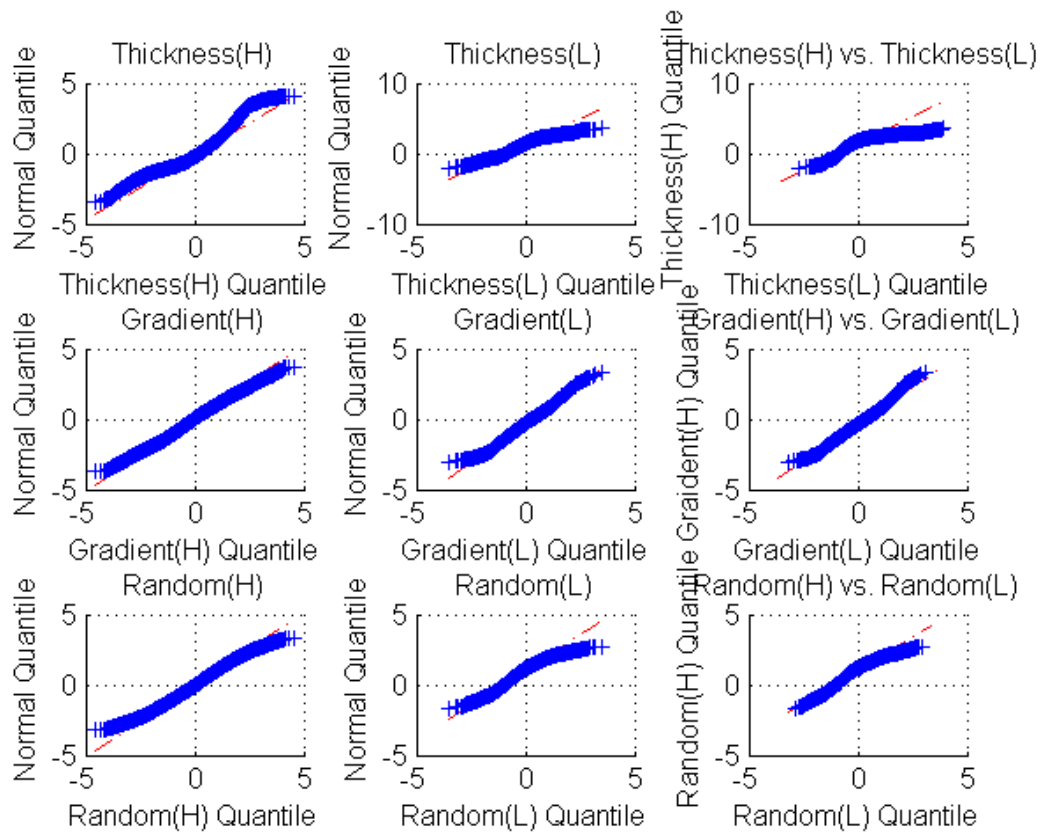 Thickness(H)
Normal Quantile
5
0
-5
-5 0 5
Thickness(H) Quantile
Thickness(L)
Normal Quantile
10
0
-10
-5 0 5
Thickness(L) Quantile
Thickness(H) vs. Thickness(L)
Thickness(H) Quantile
10
0
-10
-5 0 5
Thickness(L) Quantile
Gradient(H)
Normal Quantile
5
0
-5
-5 0 5
Gradient(H) Quantile
Gradient(L)
Normal Quantile
5
0
-5
-5 0 5
Gradient(L) Quantile
Gradient(H) vs. Gradient(L)
Graident(H) Quantile
5
0
-5
-5 0 5
Gradient(L) Quantile
Random(H)
Normal Quantile
5
0
-5
-5 0 5
Random(H) Quantile
Random(L)
Normal Quantile
5
0
-5
-5 0 5
Random(L) Quantile
Random(H) vs. Random(L)
Random(H) Quantile
5
0
-5
-5 0 5
Random(L) Quantile